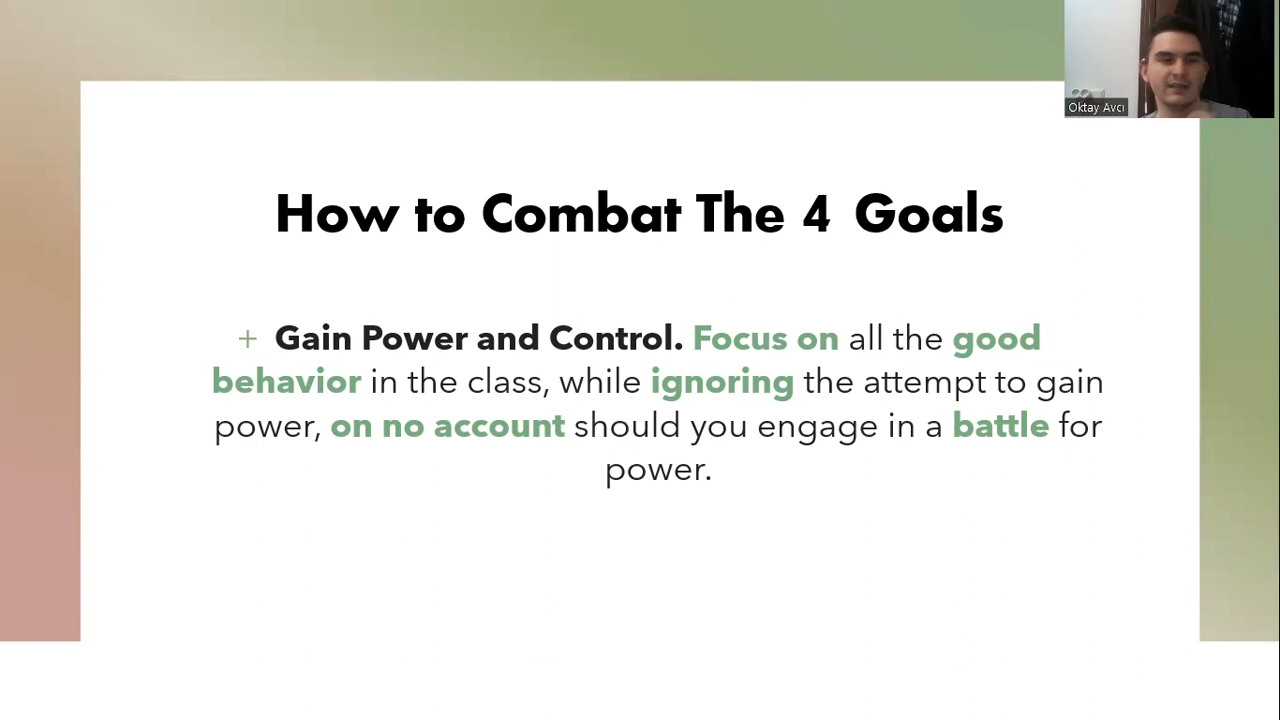 Oktay Avcı
How to Combat The 4 Goals
+ Gain Power and Control. Focus on all the good
behavior in the class, while ignoring the attempt to gain
power, on no account should you engage in a battle for
power.